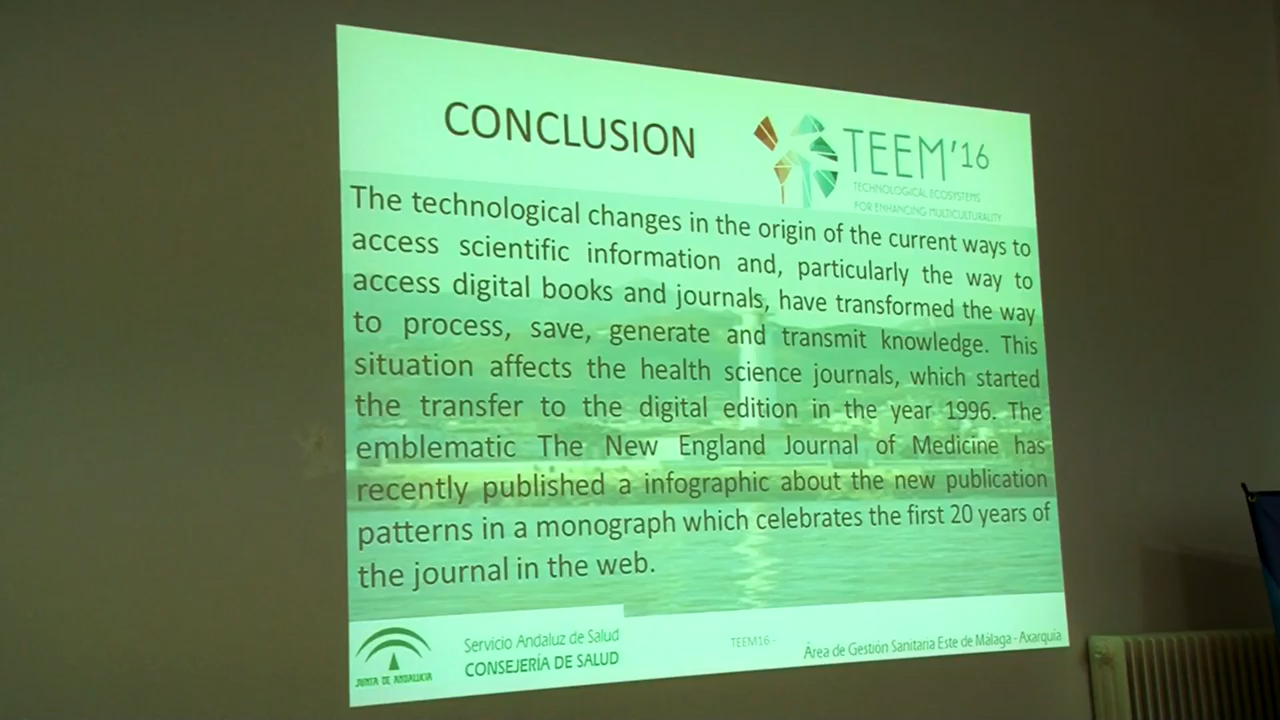 CONCLUSION
TEEM'16
TECHNOLOGICAL ECOSYSTEMS
FOR ENHANCING MULTICULTURALITY
The technological changes in the origin of the current ways to
access scientific information and, particularly the way to
access digital books and journals, have transformed the way
to process, save, generate and transmit knowledge. This
situation affects the health science journals, which started
the transfer to the digital edition in the year 1996. The
emblematic The New England Journal of Medicine has
recently published a infographic about the new publication
patterns in a monograph which celebrates the first 20 years of
the journal in the web.
JUNTA DE ANDALUCIA
Servicio Andaluz de Salud
CONSEJERÍA DE SALUD
TEEM16 -
Área de Gestión Sanitaria Este de Málaga - Axarquía